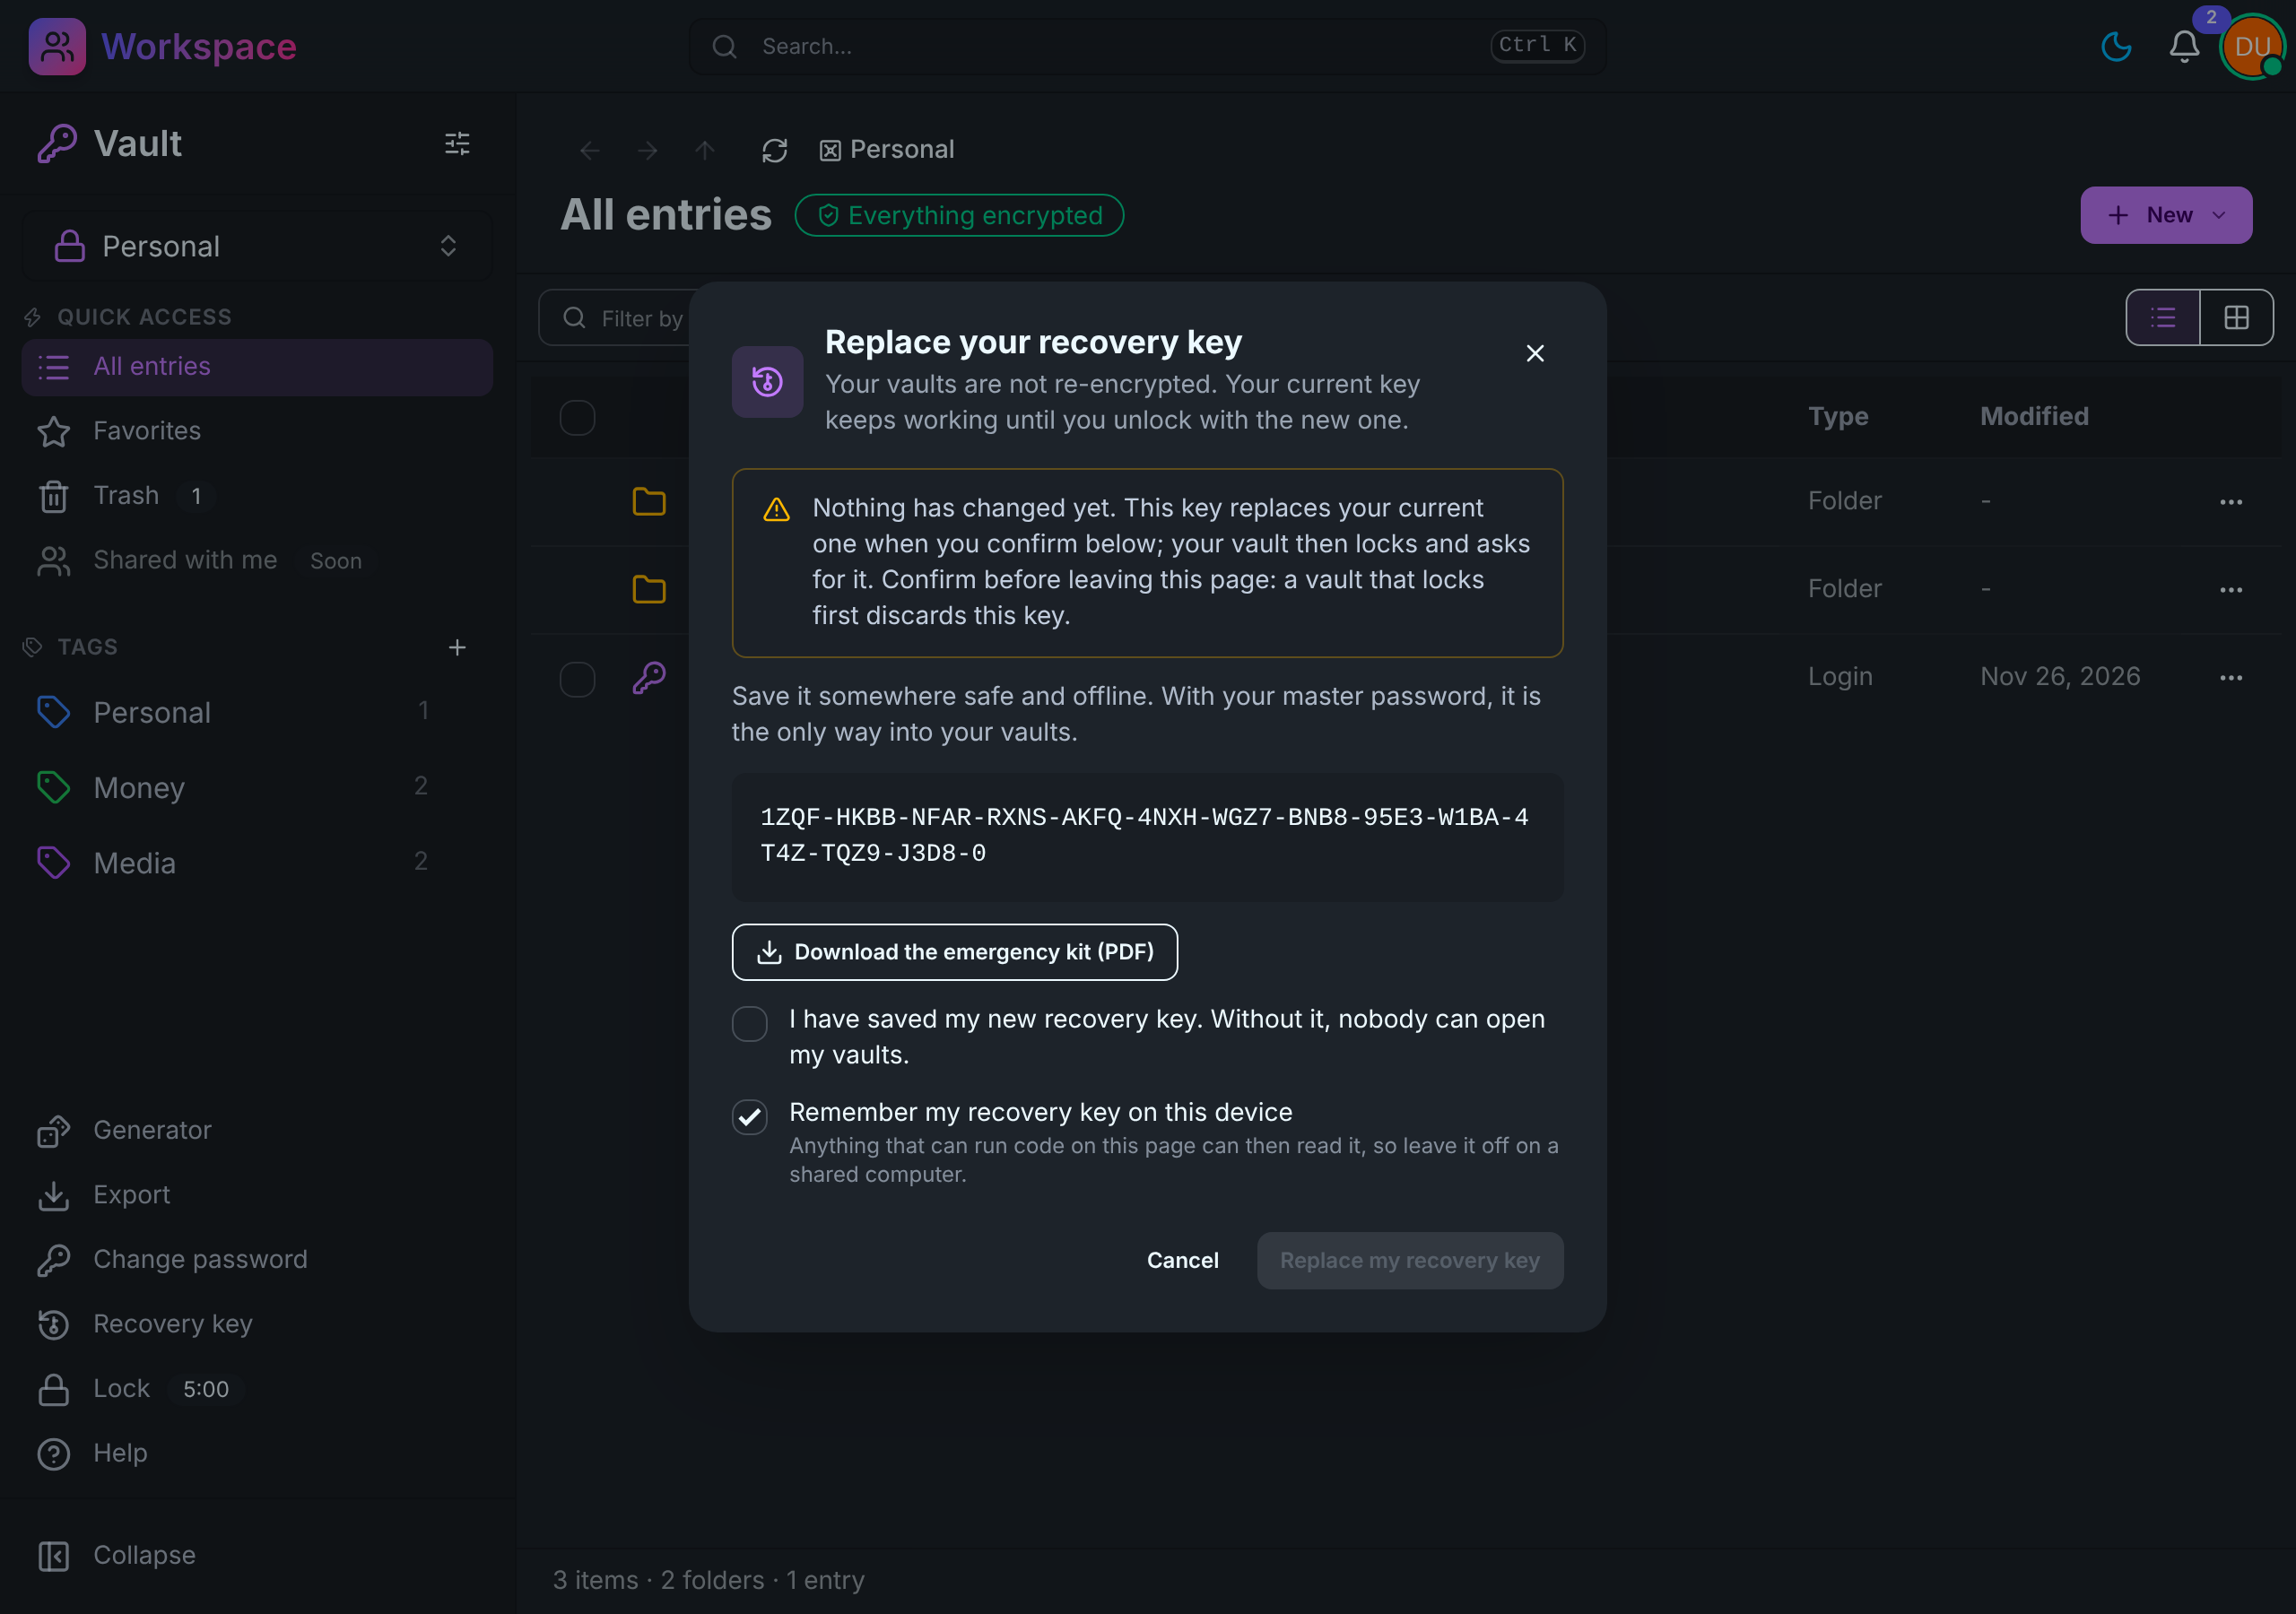 Workspace
Search...
Ctrl K
2
DU
Vault
Personal
QUICK ACCESS
All entries
Favorites
Trash 1
Shared with me Soon
TAGS
Personal 1
Money 2
Media 2
Generator
Export
Change password
Recovery key
Lock 5:00
Help
Collapse
Personal
All entries
Everything encrypted
New
Filter by
Type Modified
Folder -
Folder -
Login Nov 26, 2026
3 items · 2 folders · 1 entry
Replace your recovery key
Your vaults are not re-encrypted. Your current key
keeps working until you unlock with the new one.
Nothing has changed yet. This key replaces your current
one when you confirm below; your vault then locks and asks
for it. Confirm before leaving this page: a vault that locks
first discards this key.
Save it somewhere safe and offline. With your master password, it is
the only way into your vaults.
1ZQF-HKBB-NFAR-RXNS-AKFQ-4NXH-WGZ7-BNB8-95E3-W1BA-4
T4Z-TQZ9-J3D8-0
Download the emergency kit (PDF)
I have saved my new recovery key. Without it, nobody can open
my vaults.
Remember my recovery key on this device
Anything that can run code on this page can then read it, so leave it off on a
shared computer.
Cancel
Replace my recovery key